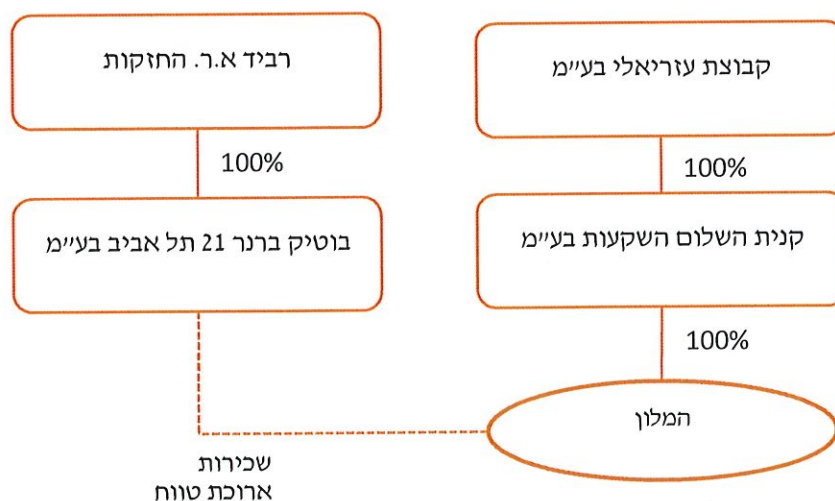 קבוצת עזריאלי בע״מ
רביד א.ר. החזקות
100%
100%
קנית השלום השקעות בע״מ
בוטיק ברנר 21 תל אביב בע״מ
100%
המלון
שכירות
ארוכת טווח